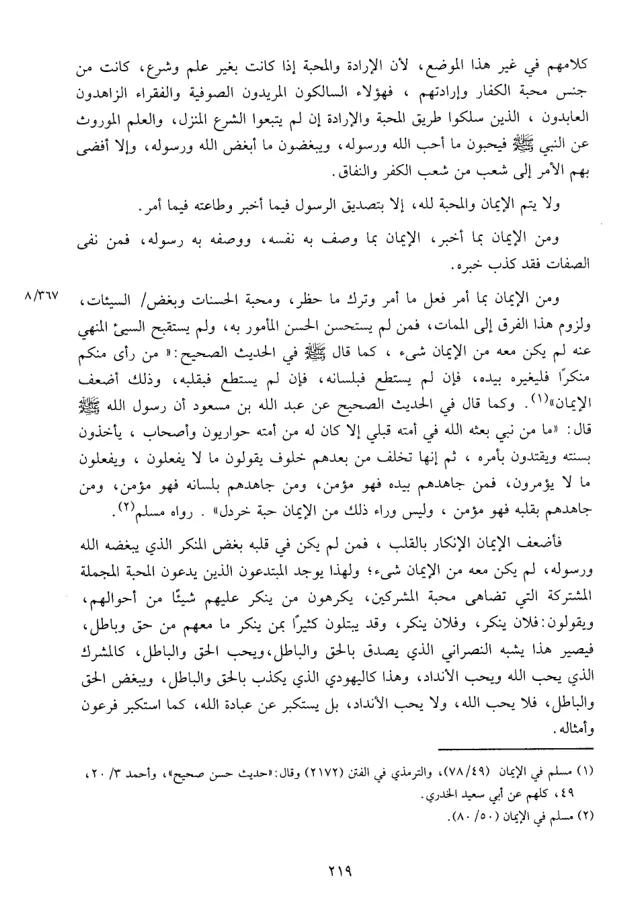 كلامهم في غير هذا الموضع، لأن الإرادة والمحبة إذا كانت بغير علم وشرع، كانت من
جنس محبة الكفار وإرادتهم ، فهؤلاء السالكون المريدون الصوفية والفقراء الزاهدون
العابدون ، الذين سلكوا طريق المحبة والإرادة إن لم يتبعوا الشرع المنزل، والعلم الموروث
عن النبي ﷺ فيحبون ما أحب الله ورسوله، ويبغضون ما أبغض الله ورسوله، وإلا أفضى
بهم الأمر إلى شعب من شعب الكفر والنفاق.
ولا يتم الإيمان والمحبة لله، إلا بتصديق الرسول فيما أخبر وطاعته فيما أمر.
ومن الإيمان بما أخبر، الإيمان بما وصف به نفسه، ووصفه به رسوله، فمن نفى
الصفات فقد كذب خبره.
٨/٣٦٧
ومن الإيمان بما أمر فعل ما أمر وترك ما حظر، ومحبة الحسنات وبغض/ السيئات،
ولزوم هذا الفرق إلى الممات، فمن لم يستحسن الحسن المأمور به، ولم يستقبح السيئ المنهي
عنه لم يكن معه من الإيمان شيء ، كما قال ﷺ في الحديث الصحيح:«من رأى منكم
منكرًا فليغيره بيده، فإن لم يستطع فبلسانه، فإن لم يستطع فبقلبه، وذلك أضعف
الإيمان»(١). وكما قال في الحديث الصحيح عن عبد الله بن مسعود أن رسول الله ﷺ
قال: «ما من نبي بعثه الله في أمته قبلي إلا كان له من أمته حواريون وأصحاب ، يأخذون
بسنته ويقتدون بأمره ، ثم إنها تخلف من بعدهم خلوف يقولون ما لا يفعلون ، ويفعلون
ما لا يؤمرون، فمن جاهدهم بيده فهو مؤمن، ومن جاهدهم بلسانه فهو مؤمن، ومن
جاهدهم بقلبه فهو مؤمن ، وليس وراء ذلك من الإيمان حبة خردل» . رواه مسلم(٢).
فأضعف الإيمان الإنكار بالقلب ، فمن لم يكن في قلبه بغض المنكر الذي يبغضه الله
ورسوله، لم يكن معه من الإيمان شيء؛ ولهذا يوجد المبتدعون الذين يدعون المحبة المجملة
المشتركة التي تضاهى محبة المشركين، يكرهون من ينكر عليهم شيئًا من أحوالهم،
ويقولون:فلان ينكر، وفلان ينكر، وقد يبتلون كثيرًا بمن ينكر ما معهم من حق وباطل،
فيصير هذا يشبه النصراني الذي يصدق بالحق والباطل،ويحب الحق والباطل، كالمشرك
الذي يحب الله ويحب الأنداد، وهذا كاليهودي الذي يكذب بالحق والباطل، ويبغض الحق
والباطل، فلا يحب الله، ولا يحب الأنداد، بل يستكبر عن عبادة الله، كما استكبر فرعون
وأمثاله.
(١) مسلم في الإيمان (٤٩/ ٧٨)، والترمذي في الفتن (٢١٧٢) وقال:«حديث حسن صحيح»، وأحمد ٣/ ٢٠،
٤٩، كلهم عن أبي سعيد الخدري.
(٢) مسلم في الإيمان (٥٠/ ٨٠).
٢١٩